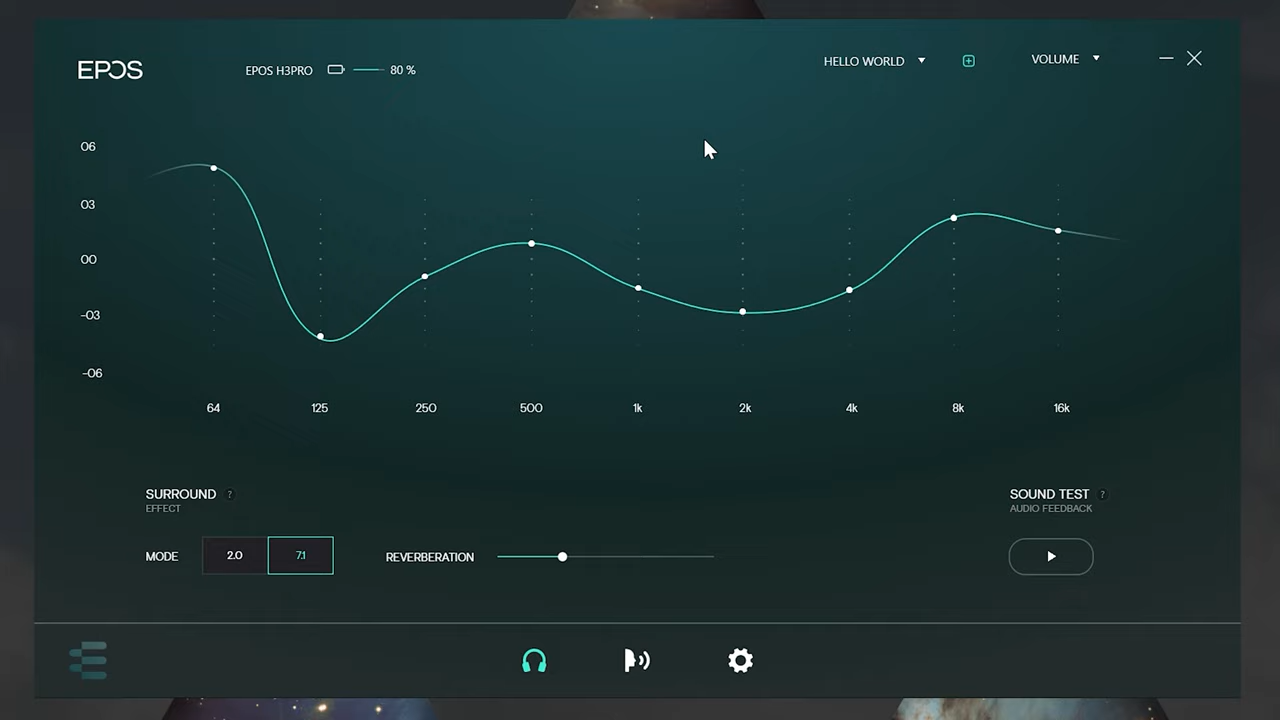 EPOS
EPOS H3PRO 80 %
HELLO WORLD
VOLUME
06
03
00
-03
-06
64 125 250 500 1k 2k 4k 8k 16k
SURROUND ?
EFFECT
SOUND TEST ?
AUDIO FEEDBACK
MODE 2.0 7.1 REVERBERATION